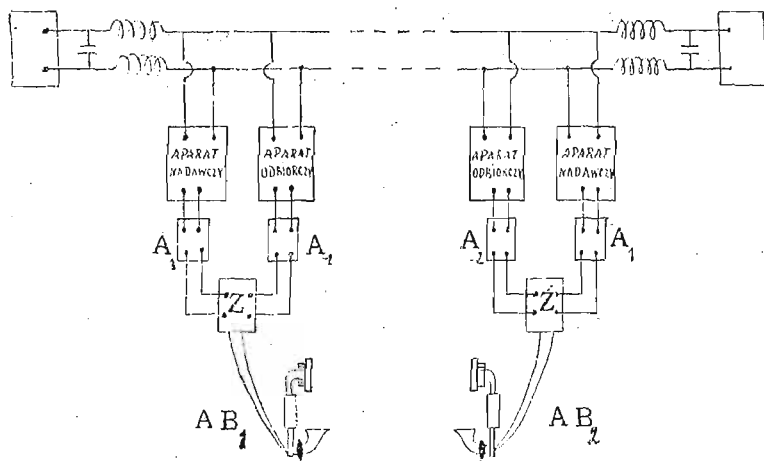 APARAT NADAWCZY
APARAT ODBIORCZY
APARAT ODBIORCZY
APARAT NADAWCZY
A₁
A₂
A₂
A₁
Z
Ż
AB₁
AB₂